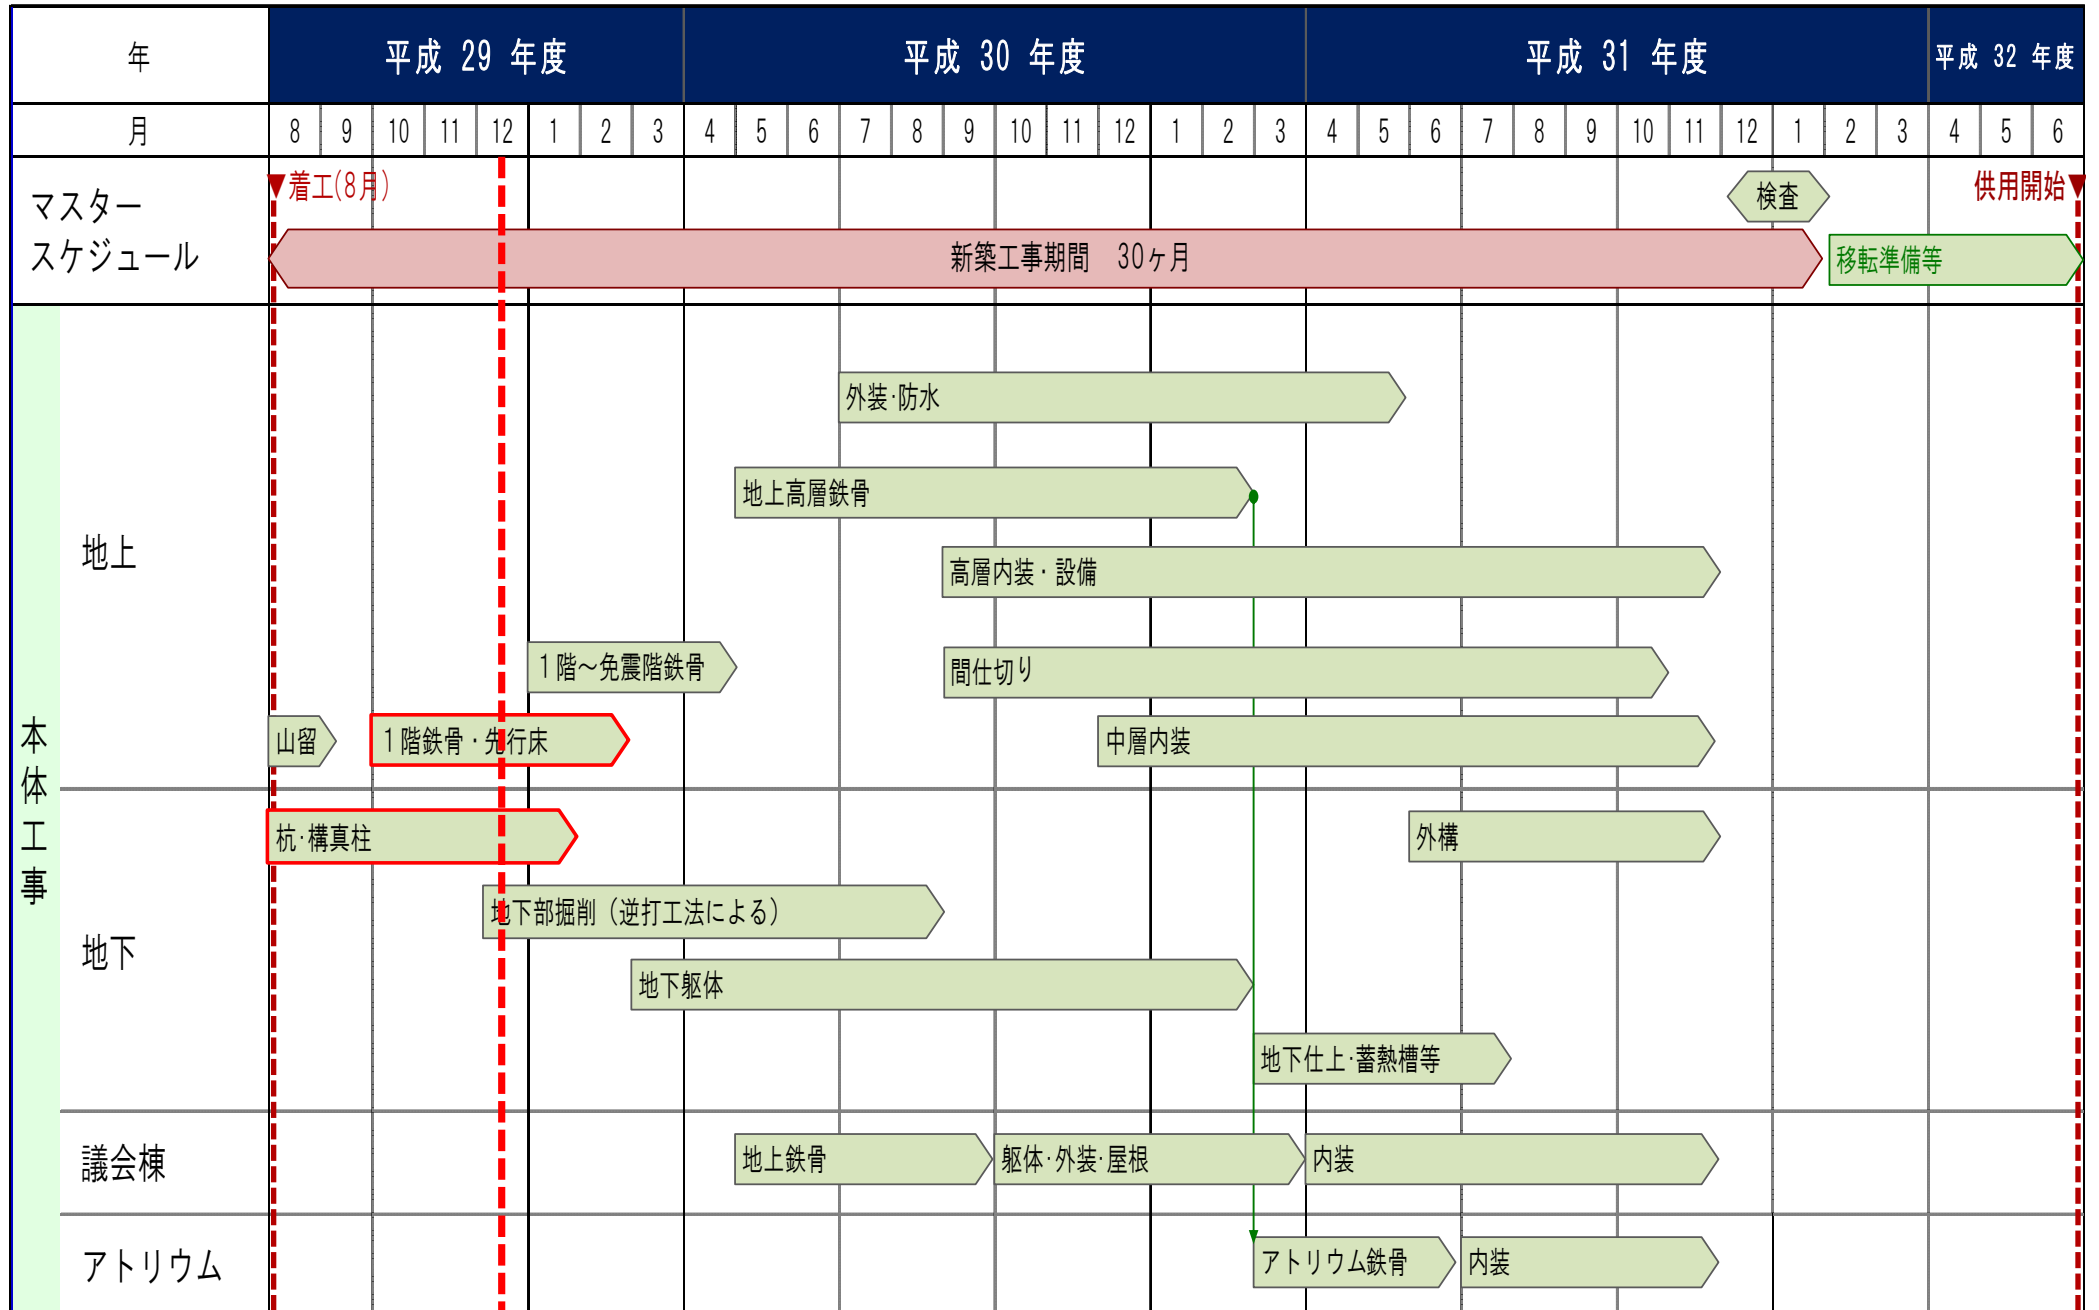 年 平成 29 年度 平成 30 年度 平成 31 年度 平成 32 年度
月 8 9 10 11 12 1 2 3 4 5 6 7 8 9 10 11 12 1 2 3 4 5 6 7 8 9 10 11 12 1 2 3 4 5 6
マスター
スケジュール
▼着工(8月)
検査
供用開始▼
新築工事期間 30ヶ月
移転準備等
本体工事
地上
外装･防水
地上高層鉄骨
高層内装・設備
1階～免震階鉄骨
間仕切り
山留
1階鉄骨・先行床
中層内装
地下
杭･構真柱
外構
地下部掘削（逆打工法による）
地下躯体
地下仕上･蓄熱槽等
議会棟
地上鉄骨
躯体･外装･屋根
内装
アトリウム
アトリウム鉄骨
内装